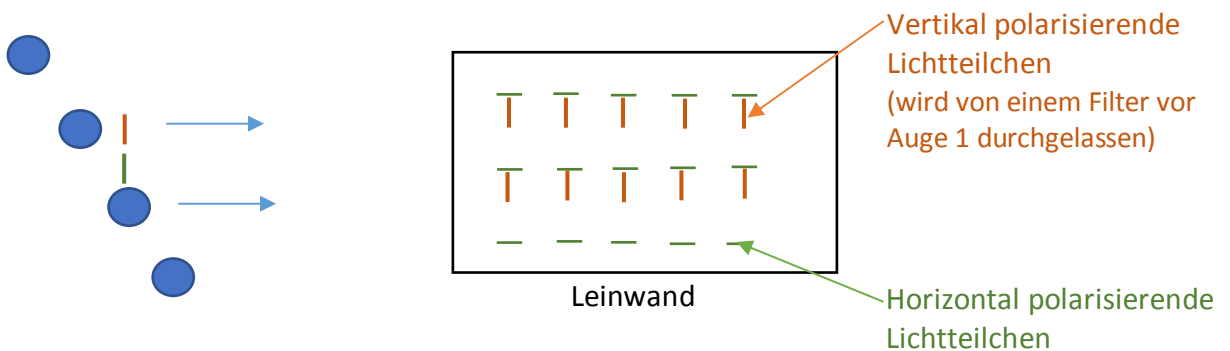 Vertikal polarisierende
Lichtteilchen
(wird von einem Filter vor
Auge 1 durchgelassen)
Leinwand
Horizontal polarisierende
Lichtteilchen